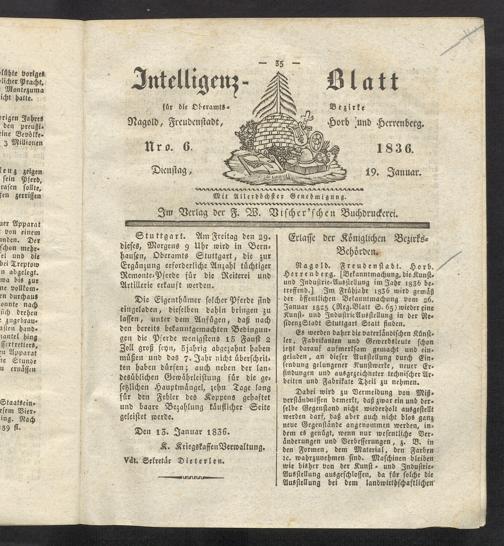 — 35 —
Intelligenz- Blatt
für die Oberamts- Bezirke
Nagold, Freudenstadt, Horb und Herrenberg.
Nro. 6. 1836.
Dienstag, 19. Januar.
Mit Allerhöchster Genehmigung.
Im Verlag der F. W. Vischer'schen Buchdruckerei.
Stuttgart. Am Freitag den 29.
dieses, Morgens 9 Uhr wird in Bern-
hausen, Oberamts Stuttgart, die zur
Ergänzung erforderliche Anzahl tüchtiger
Remonte-Pferde für die Reiterei und
Artillerie erkauft werden.
Die Eigenthümer solcher Pferde sind
eingeladen, dieselben dahin bringen zu
lassen, unter dem Anfügen, daß nach
den bereits bekanntgemachten Bedingun-
gen die Pferde wenigstens 15 Faust 2
Zoll groß seyn, 5jährig abgezahnt haben
müßen und das 7. Jahr nicht überschrit-
ten haben dürfen; auch neben der lan-
desüblichen Gewährleistung für die ge-
setzlichen Hauptmängel, zehn Tage lang
für den Fehler des Koppens gehaftet
und baare Bezahlung käuflicher Seite
geleistet werde.
Den 13. Januar 1836.
K. KriegskassenVerwaltung.
Vdt. Sekretär Dieterlen.
Erlasse der Königlichen Bezirks-
Behörden.
Nagold. Freudenstadt. Horb.
Herrenberg. [Bekanntmachung, die Kunst-
und Industrie-Ausstellung im Jahr 1836 be-
treffend.] Im Frühjahr 1836 wird gemäß
der öffentlichen Bekanntmachung vom 26.
Januar 1825 (Reg.Blatt S. 63) wieder eine
Kunst- und Industrie-Ausstellung in der Re-
sidenzStadt Stuttgart Statt finden.
Es werden daher die vaterländischen Künst-
ler, Fabrikanten und Gewerbsleute schon
jetzt darauf aufmerksam gemacht und ein-
geladen, an dieser Ausstellung durch Ein-
sendung gelungener Kunstwerke, neuer Er-
findungen und ausgezeichneter technischer Ar-
beiten und Fabrikate Theil zu nehmen.
Dabei wird zu Vermeidung von Miß-
verständnissen bemerkt, daß zwar ein und der-
selbe Gegenstand nicht wiederholt ausgestellt
werden darf, daß aber auch nicht blos ganz
neue Gegenstände angenommen werden, in-
dem es genügt, wenn nur wesentliche Ver-
änderungen und Verbesserungen, z. B. in
den Formen, dem Material, den Farben
etc. wahrzunehmen sind. Maschinen bleiben
wie bisher von der Kunst- und Industrie-
Ausstellung ausgeschlossen, da für solche die
Ausstellung bei dem landwirthschaftlichen